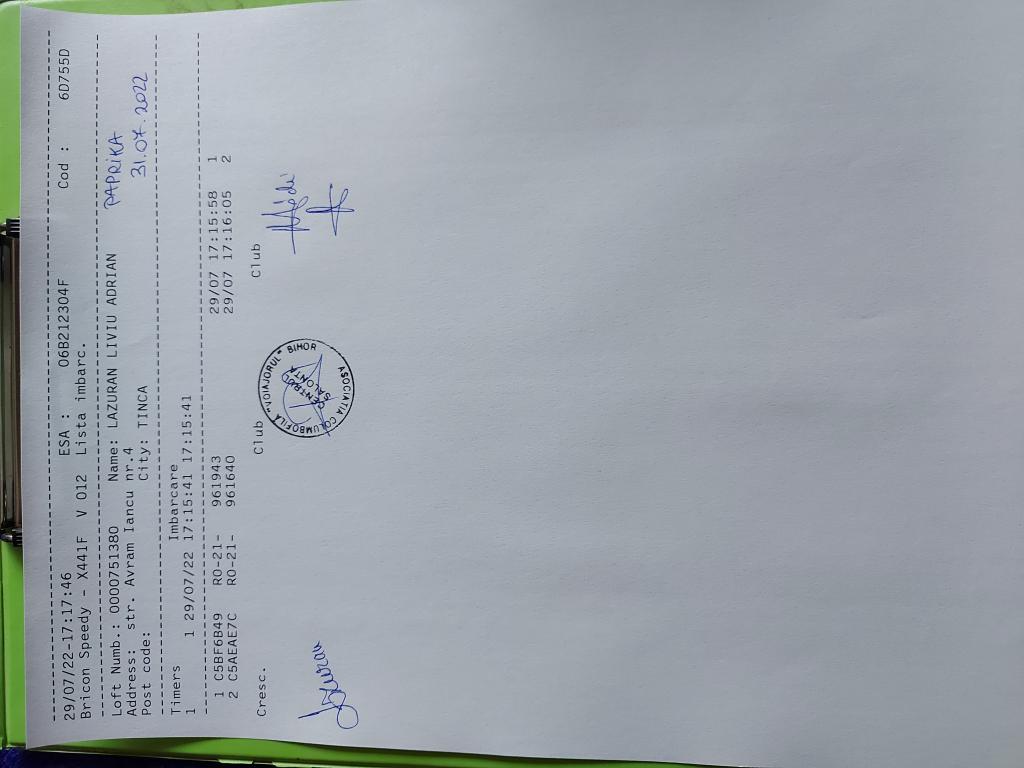 29/07/22-17:17:46 ESA : 06B212304F Cod : 6D755D
Bricon Speedy - X441F V 012 Lista imbarc.
Loft Numb.: 0000751380 Name: LAZURAN LIVIU ADRIAN PAPRIKA
Address: str. Avram Iancu nr.4 31.07.2022
Post code: City: TINCA
Timers Imbarcare
1 1 29/07/22 17:15:41 17:15:41
1 C5BF6B49 RO-21- 961943 29/07 17:15:58 1
2 C5AEAE7C RO-21- 961640 29/07 17:16:05 2
Cresc. Club Club
ASOCIATIA COLUMBOFILA "VOIAJORUL" BIHOR
CENTRUL
SALONTA